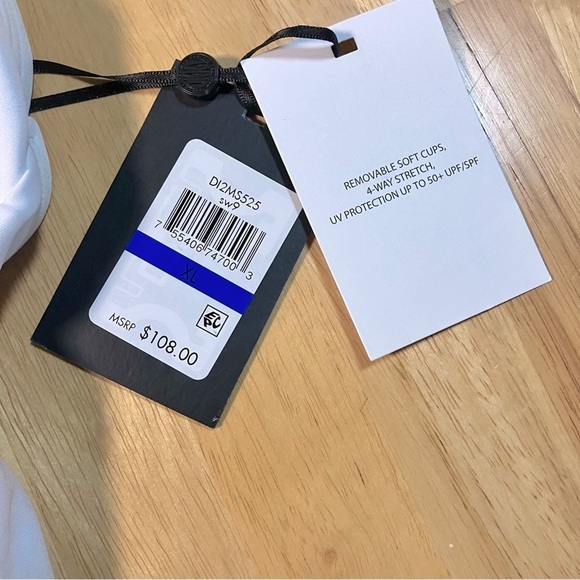 DI2MS525
sw9
7 55406 74700 3
XL
MSRP $108.00
REMOVABLE SOFT CUPS,
4-WAY STRETCH,
UV PROTECTION UP TO 50+ UPF/SPF